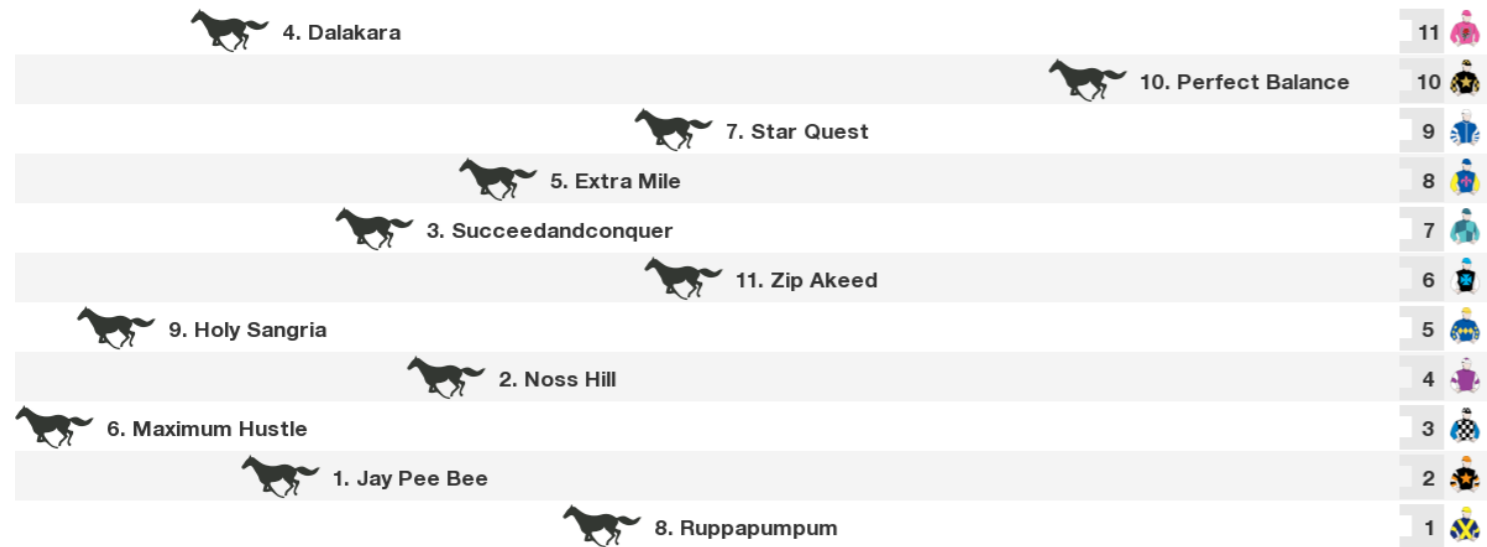 4. Dalakara 11
10. Perfect Balance 10
7. Star Quest 9
5. Extra Mile 8
3. Succeedandconquer 7
11. Zip Akeed 6
9. Holy Sangria 5
2. Noss Hill 4
6. Maximum Hustle 3
1. Jay Pee Bee 2
8. Ruppapumpum 1